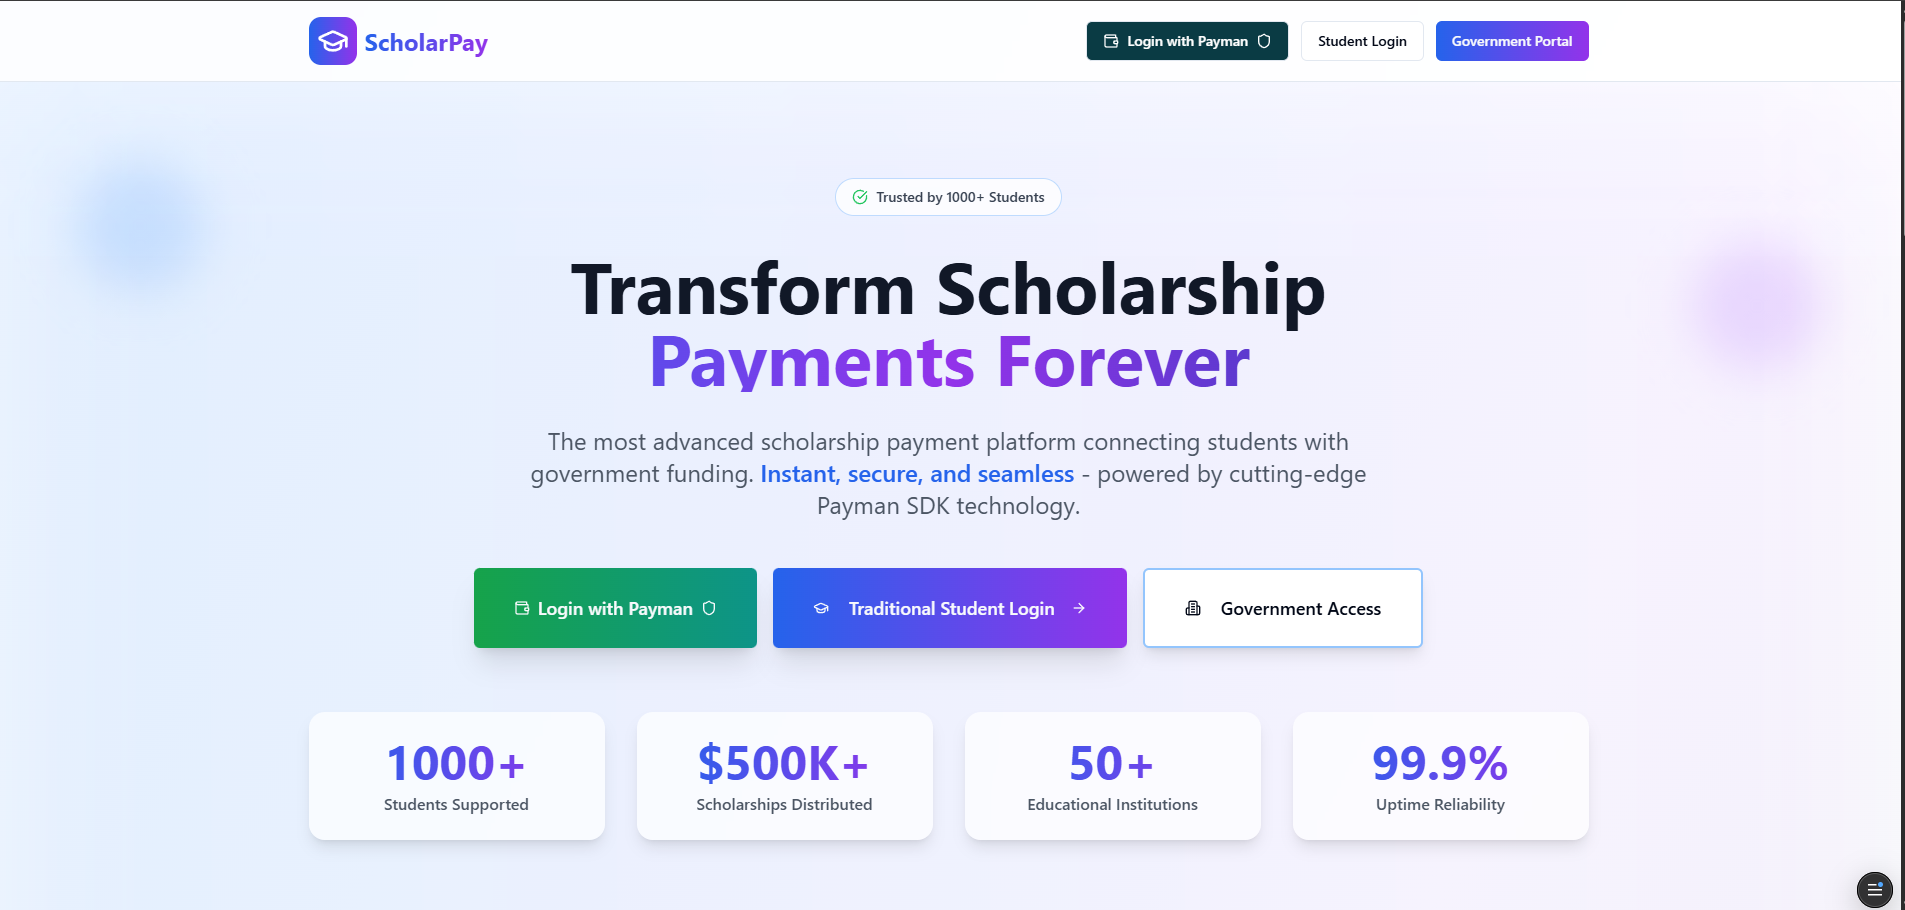 ScholarPay
Login with Payman
Student Login
Government Portal
Trusted by 1000+ Students
Transform Scholarship
Payments Forever
The most advanced scholarship payment platform connecting students with
government funding. Instant, secure, and seamless - powered by cutting-edge
Payman SDK technology.
Login with Payman
Traditional Student Login
Government Access
1000+
Students Supported
$500K+
Scholarships Distributed
50+
Educational Institutions
99.9%
Uptime Reliability